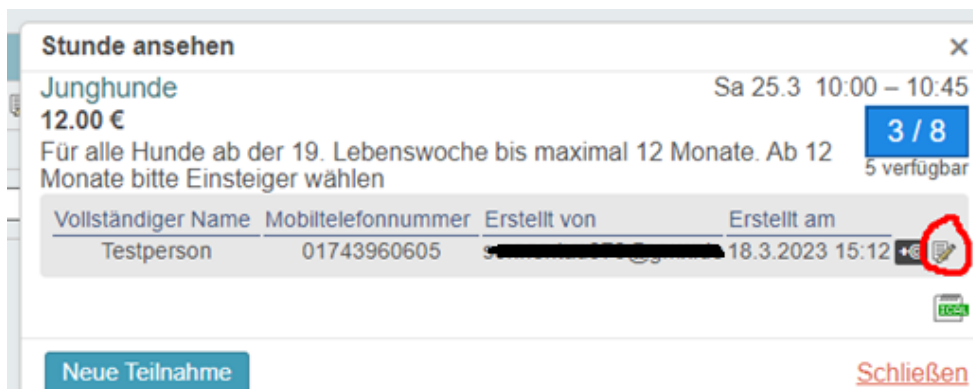 Stunde ansehen
Junghunde Sa 25.3 10:00 – 10:45
12.00 €
3 / 8
Für alle Hunde ab der 19. Lebenswoche bis maximal 12 Monate. Ab 12
5 verfügbar
Monate bitte Einsteiger wählen
Vollständiger Name Mobiltelefonnummer Erstellt von Erstellt am
Testperson 01743960605 18.3.2023 15:12
Neue Teilnahme Schließen